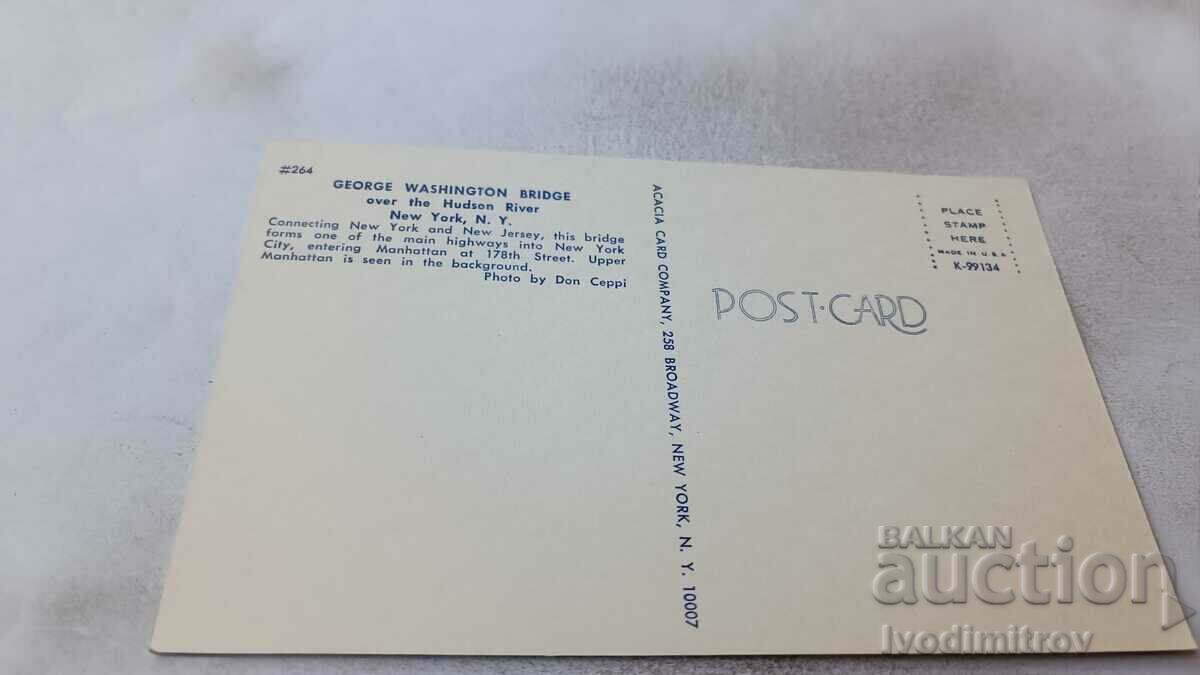 #264
GEORGE WASHINGTON BRIDGE
over the Hudson River
New York, N. Y.
Connecting New York and New Jersey, this bridge
forms one of the main highways into New York
City, entering Manhattan at 178th Street. Upper
Manhattan is seen in the background.
Photo by Don Ceppi
ACACIA CARD COMPANY, 258 BROADWAY, NEW YORK, N. Y. 10007
PLACE
STAMP
HERE
MADE IN U.S.A.
K-99134
POST·CARD
BALKAN
auction
Ivodimitrov